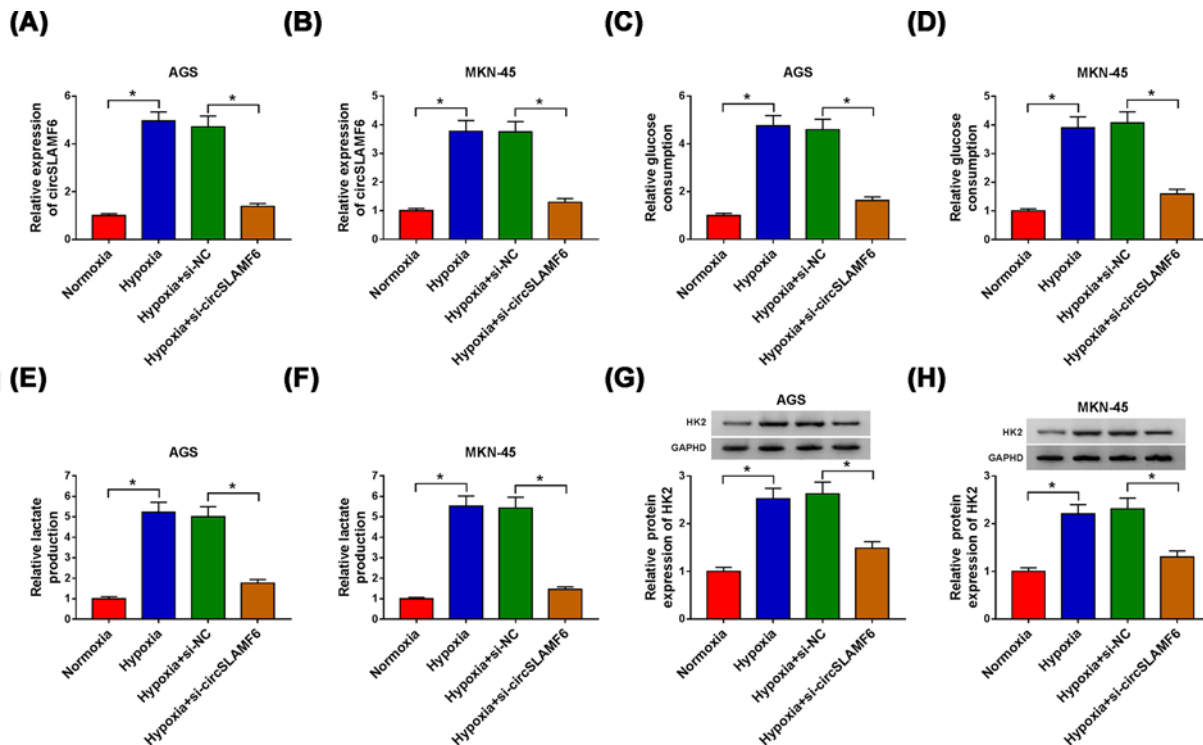 (A)
AGS
Relative expression
of circSLAMF6
6
4
2
0
*
*
Normoxia
Hypoxia
Hypoxia+si-NC
Hypoxia+si-circSLAMF6
(B)
MKN-45
Relative expression
of circSLAMF6
5
4
3
2
1
0
*
*
Normoxia
Hypoxia
Hypoxia+si-NC
Hypoxia+si-circSLAMF6
(C)
AGS
Relative glucose
consumption
6
4
2
0
*
*
Normoxia
Hypoxia
Hypoxia+si-NC
Hypoxia+si-circSLAMF6
(D)
MKN-45
Relative glucose
consumption
5
4
3
2
1
0
*
*
Normoxia
Hypoxia
Hypoxia+si-NC
Hypoxia+si-circSLAMF6
(E)
AGS
Relative lactate
production
7
6
5
4
3
2
1
0
*
*
Normoxia
Hypoxia
Hypoxia+si-NC
Hypoxia+si-circSLAMF6
(F)
MKN-45
Relative lactate
production
7
6
5
4
3
2
1
0
*
*
Normoxia
Hypoxia
Hypoxia+si-NC
Hypoxia+si-circSLAMF6
(G)
AGS
HK2
GAPHD
Relative protein
expression of HK2
3
2
1
0
*
*
Normoxia
Hypoxia
Hypoxia+si-NC
Hypoxia+si-circSLAMF6
(H)
MKN-45
HK2
GAPHD
Relative protein
expression of HK2
3
2
1
0
*
*
Normoxia
Hypoxia
Hypoxia+si-NC
Hypoxia+si-circSLAMF6